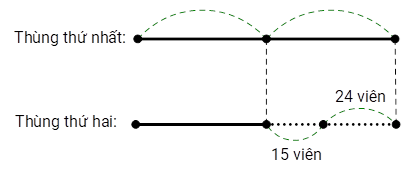 Thùng thứ nhất:
24 viên
Thùng thứ hai:
15 viên